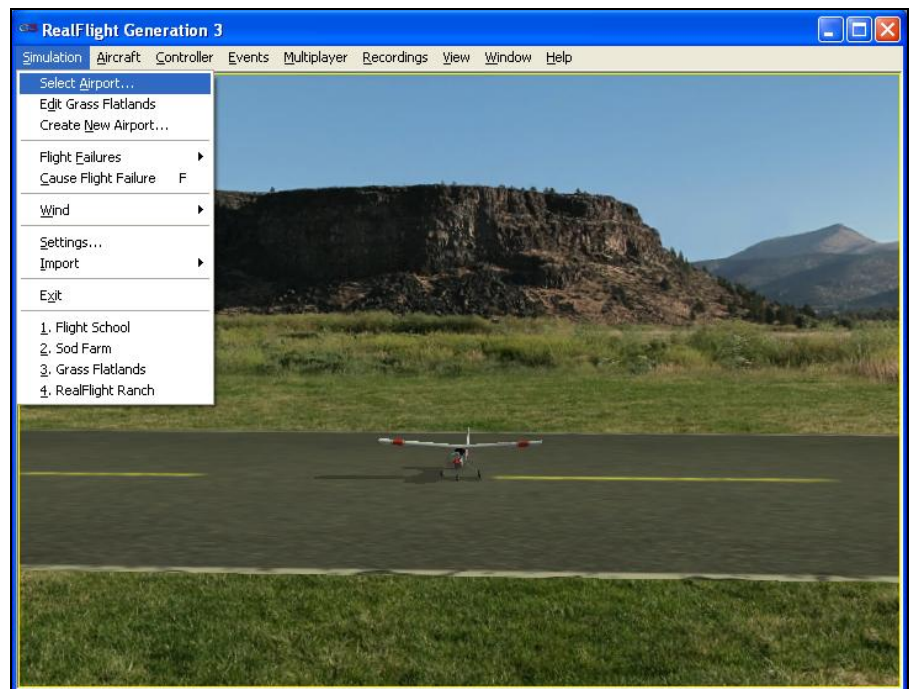 RealFlight Generation 3
Simulation Aircraft Controller Events Multiplayer Recordings View Window Help
Select Airport...
Edit Grass Flatlands
Create New Airport...
Flight Failures
Cause Flight Failure F
Wind
Settings...
Import
Exit
1. Flight School
2. Sod Farm
3. Grass Flatlands
4. RealFlight Ranch